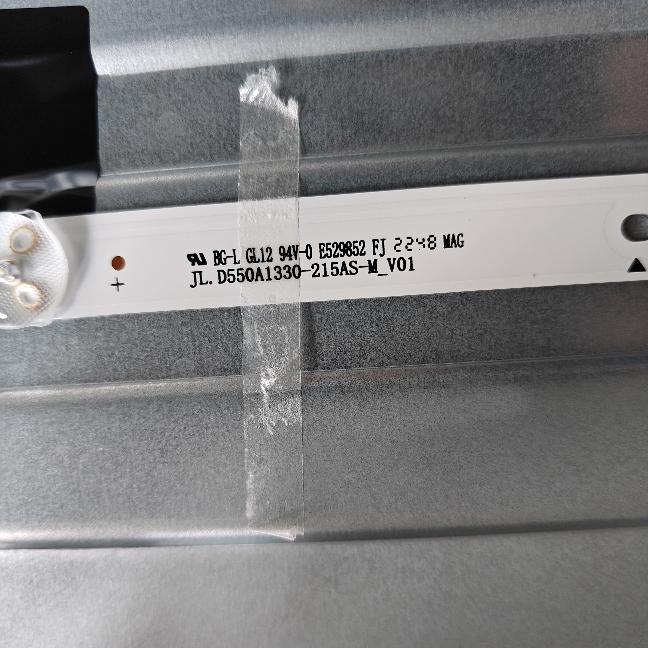 BG-L GL12 94V-0 E529852 FJ 2248 MAG
JL.D550A1330-215AS-M_V01
+